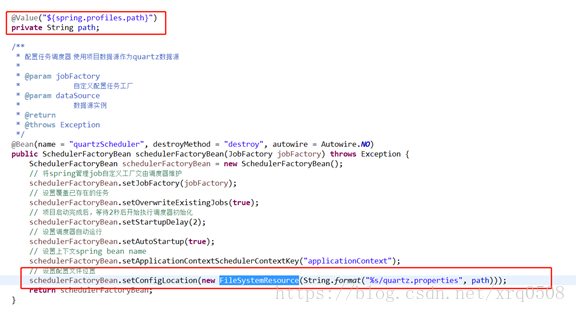 @Value("${spring.profiles.path}")
private String path;
/**
* 配置任务调度器 使用项目数据源作为quartz数据源
*
* @param jobFactory
* 自定义配置任务工厂
* @param dataSource
* 数据源实例
* @return
* @throws Exception
*/
@Bean(name = "quartzScheduler", destroyMethod = "destroy", autowire = Autowire.NO)
public SchedulerFactoryBean schedulerFactoryBean(JobFactory jobFactory) throws Exception {
SchedulerFactoryBean schedulerFactoryBean = new SchedulerFactoryBean();
// 将spring管理job自定义工厂交由调度器维护
schedulerFactoryBean.setJobFactory(jobFactory);
// 设置覆盖已存在的任务
schedulerFactoryBean.setOverwriteExistingJobs(true);
// 项目启动完成后，等待2秒后开始执行调度器初始化
schedulerFactoryBean.setStartupDelay(2);
// 设置调度器自动运行
schedulerFactoryBean.setAutoStartup(true);
// 设置上下文spring bean name
schedulerFactoryBean.setApplicationContextSchedulerContextKey("applicationContext");
// 设置配置文件位置
schedulerFactoryBean.setConfigLocation(new FileSystemResource(String.format("%s/quartz.properties", path)));
return schedulerFactoryBean;
}
https://blog.csdn.net/xrq0508